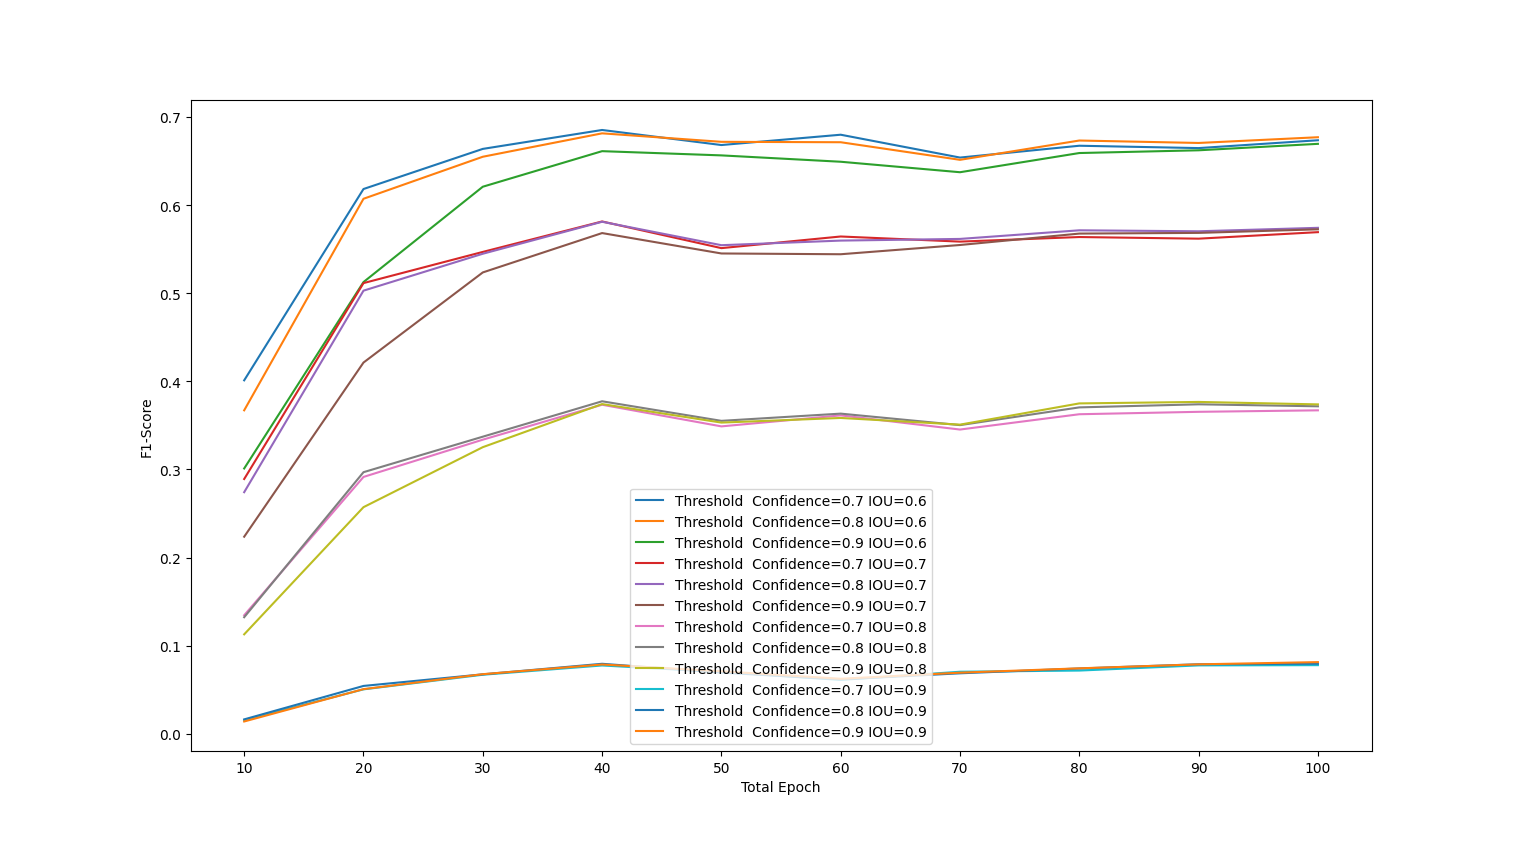 0.7
0.6
0.5
0.4
0.3
0.2
0.1
0.0
F1-Score
Threshold  Confidence=0.7 IOU=0.6
Threshold  Confidence=0.8 IOU=0.6
Threshold  Confidence=0.9 IOU=0.6
Threshold  Confidence=0.7 IOU=0.7
Threshold  Confidence=0.8 IOU=0.7
Threshold  Confidence=0.9 IOU=0.7
Threshold  Confidence=0.7 IOU=0.8
Threshold  Confidence=0.8 IOU=0.8
Threshold  Confidence=0.9 IOU=0.8
Threshold  Confidence=0.7 IOU=0.9
Threshold  Confidence=0.8 IOU=0.9
Threshold  Confidence=0.9 IOU=0.9
10 20 30 40 50 60 70 80 90 100
Total Epoch